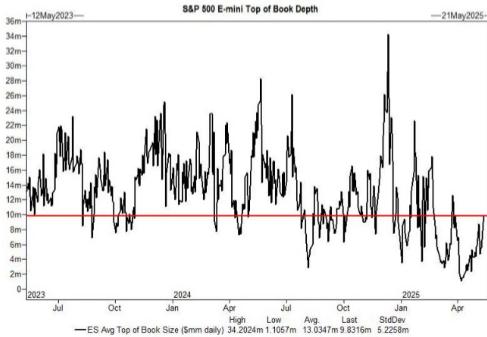 S&P 500 E-mini Top of Book Depth
12May2023
21May2025
36m
34m
32m
30m
28m
26m
24m
22m
20m
18m
16m
14m
12m
10m
8m
6m
4m
2m
0
2023 2024 2025
Jul Oct Apr Jul Oct Apr
High Low Avg. Last StdDev
ES Avg Top of Book Size ($mm daily) 34.2024m 1.1057m 13.0347m 9.8316m 5.2258m